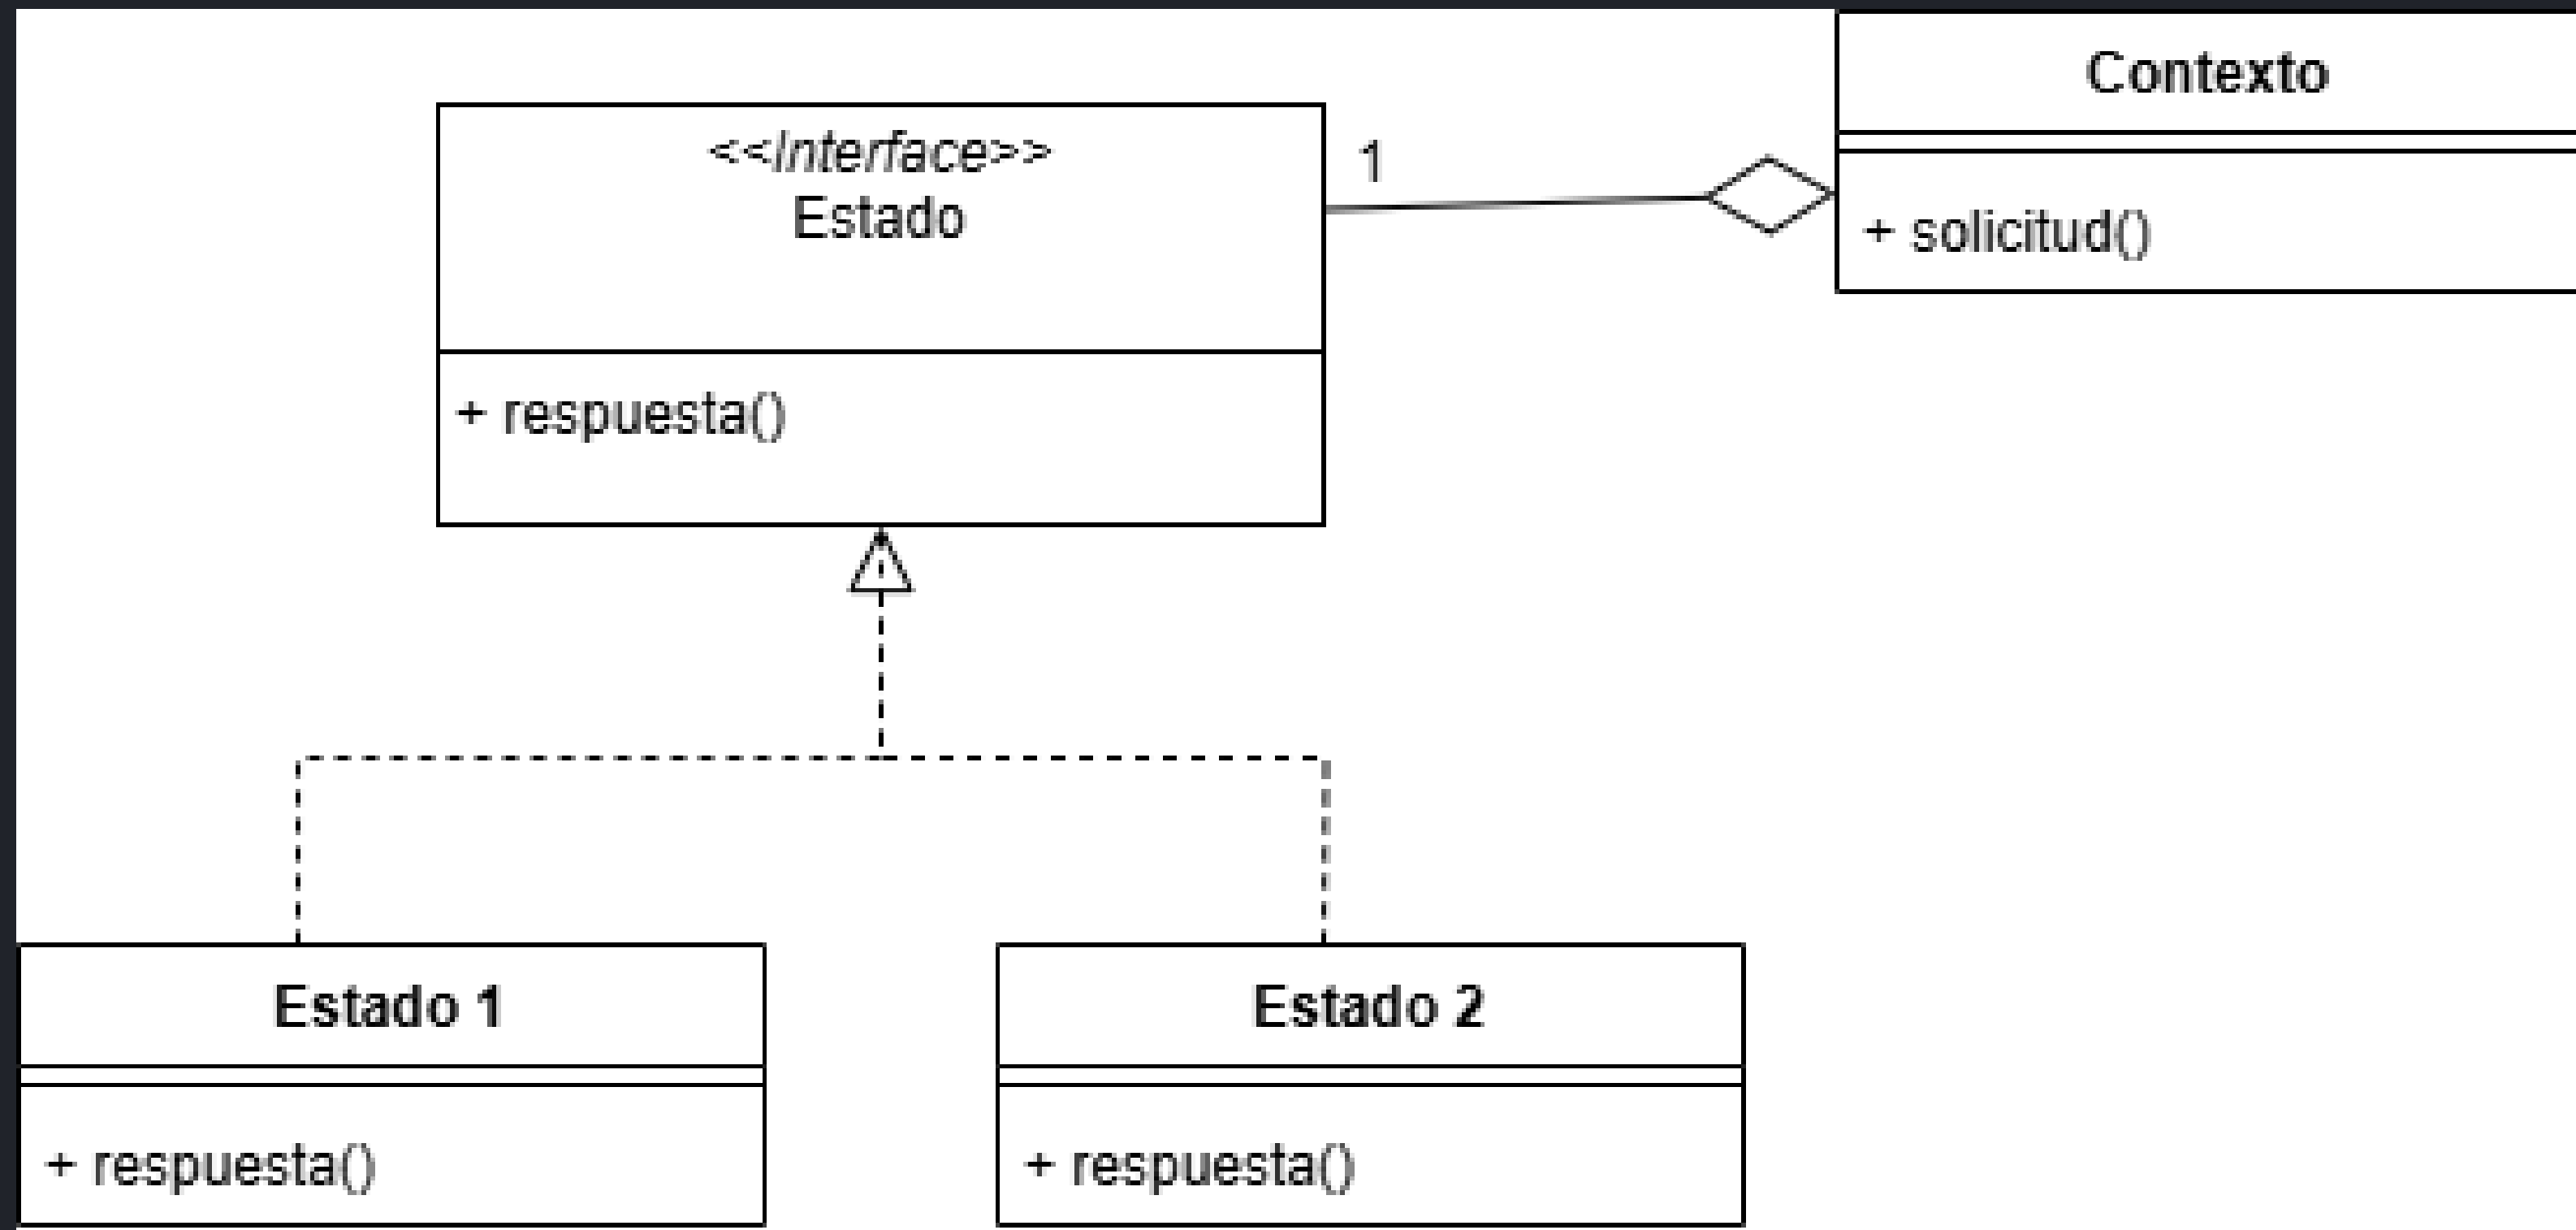 Contexto
+ solicitud()
<<Interface>>
Estado
1
+ respuesta()
Estado 1
+ respuesta()
Estado 2
+ respuesta()